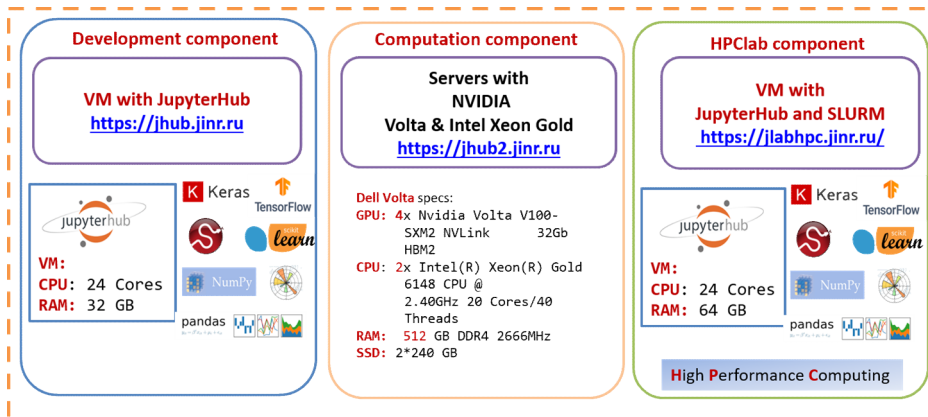 Development component
VM with JupyterHub
https://jhub.jinr.ru
jupyterhub
VM:
CPU: 24 Cores
RAM: 32 GB
K Keras
TensorFlow
scikit
learn
NumPy
pandas
Computation component
Servers with
NVIDIA
Volta & Intel Xeon Gold
https://jhub2.jinr.ru
Dell Volta specs:
GPU: 4x Nvidia Volta V100-
SXM2 NVLink 32Gb
HBM2
CPU: 2x Intel(R) Xeon(R) Gold
6148 CPU @
2.40GHz 20 Cores/40
Threads
RAM: 512 GB DDR4 2666MHz
SSD: 2*240 GB
HPClab component
VM with
JupyterHub and SLURM
https://jlabhpc.jinr.ru/
jupyterhub
VM:
CPU: 24 Cores
RAM: 64 GB
K Keras
TensorFlow
scikit
learn
NumPy
pandas
High Performance Computing